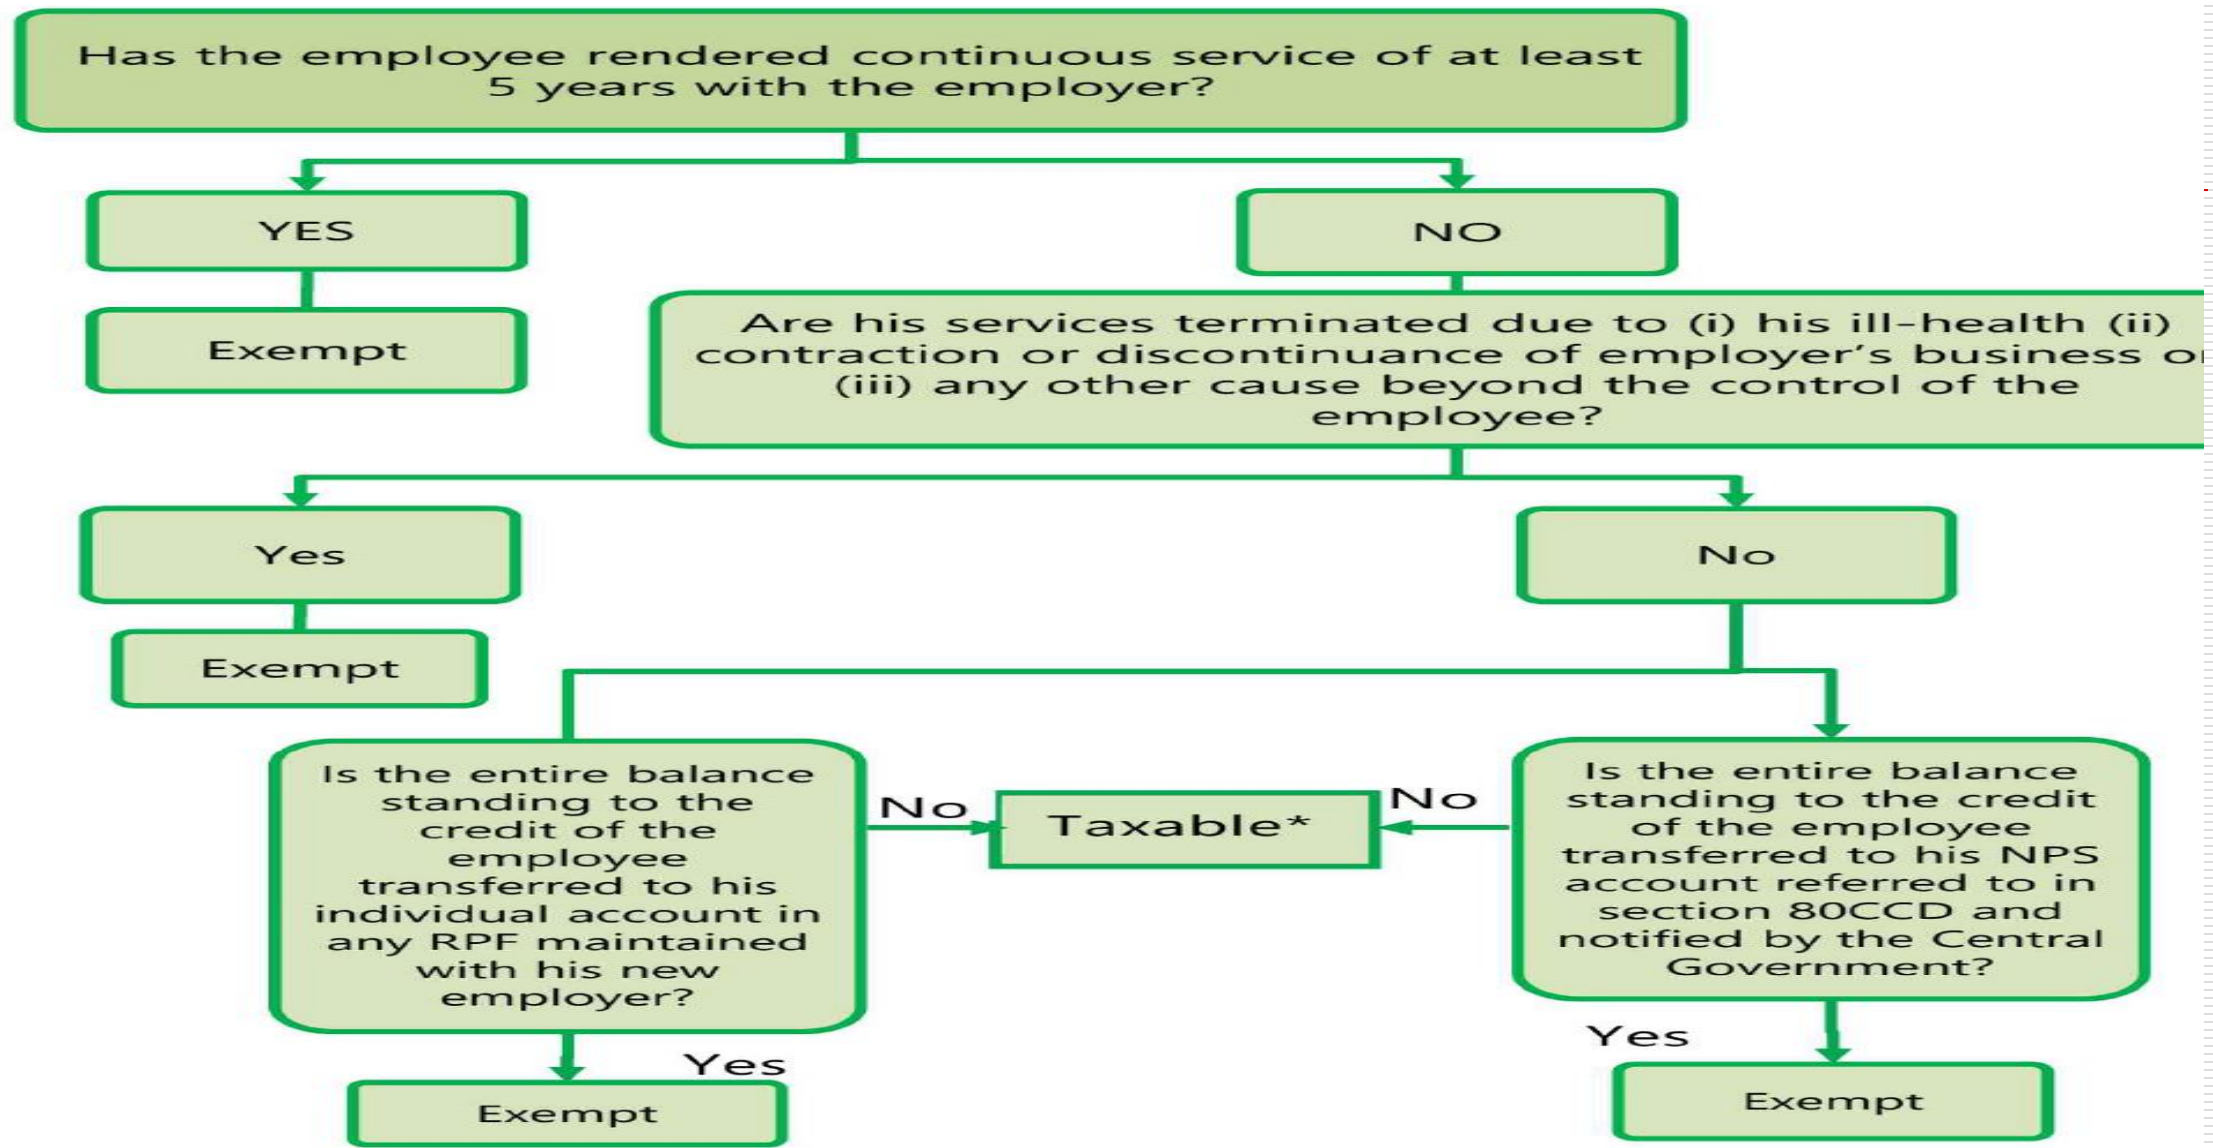 Has the employee rendered continuous service of at least
5 years with the employer?
YES
NO
Exempt
Are his services terminated due to (i) his ill-health (ii)
contraction or discontinuance of employer’s business
(iii) any other cause beyond the control of the
employee?
Yes
No
Exempt
Is the entire balance
standing to the
credit of the
employee
transferred to his
individual account in
any RPF maintained
with his new
employer?
No
Taxable*
No
Is the entire balance
standing to the credit
of the employee
transferred to his NPS
account referred to in
section 80CCD and
notified by the Central
Government?
Yes
Exempt
Yes
Exempt